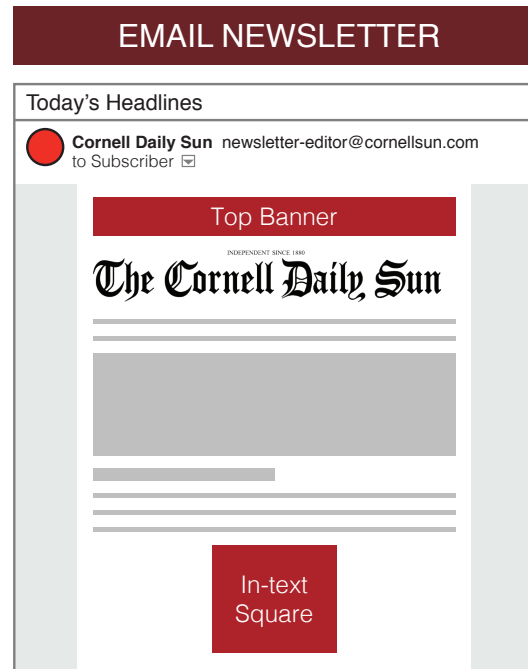 EMAIL NEWSLETTER
Today's Headlines
Cornell Daily Sun newsletter-editor@cornellsun.com
to Subscriber
Top Banner
INDEPENDENT SINCE 1880
The Cornell Daily Sun
In-text
Square